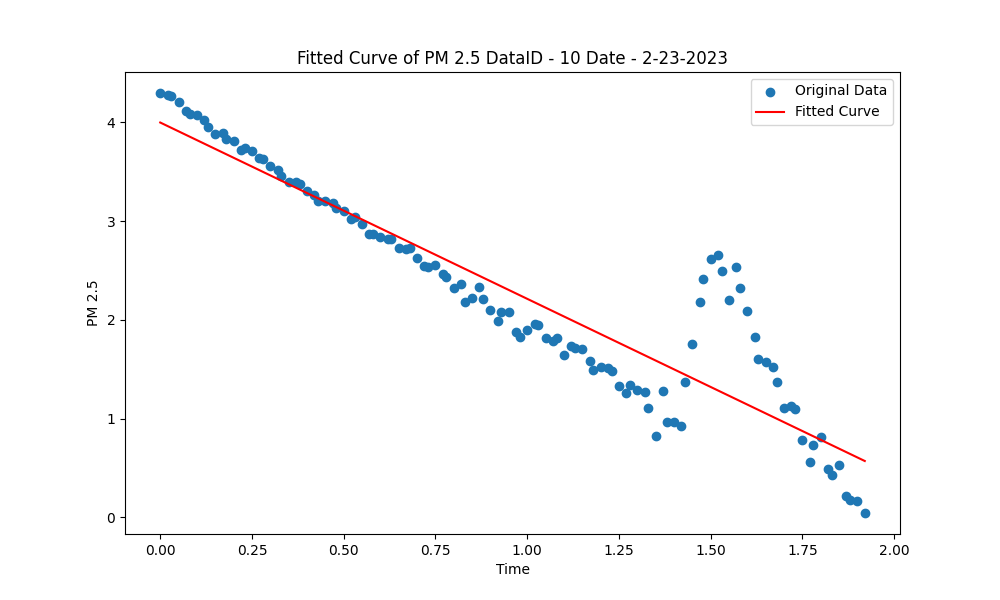 Fitted Curve of PM 2.5 DataID - 10 Date - 2-23-2023
Original Data
Fitted Curve
PM 2.5
4
3
2
1
0
0.00 0.25 0.50 0.75 1.00 1.25 1.50 1.75 2.00
Time